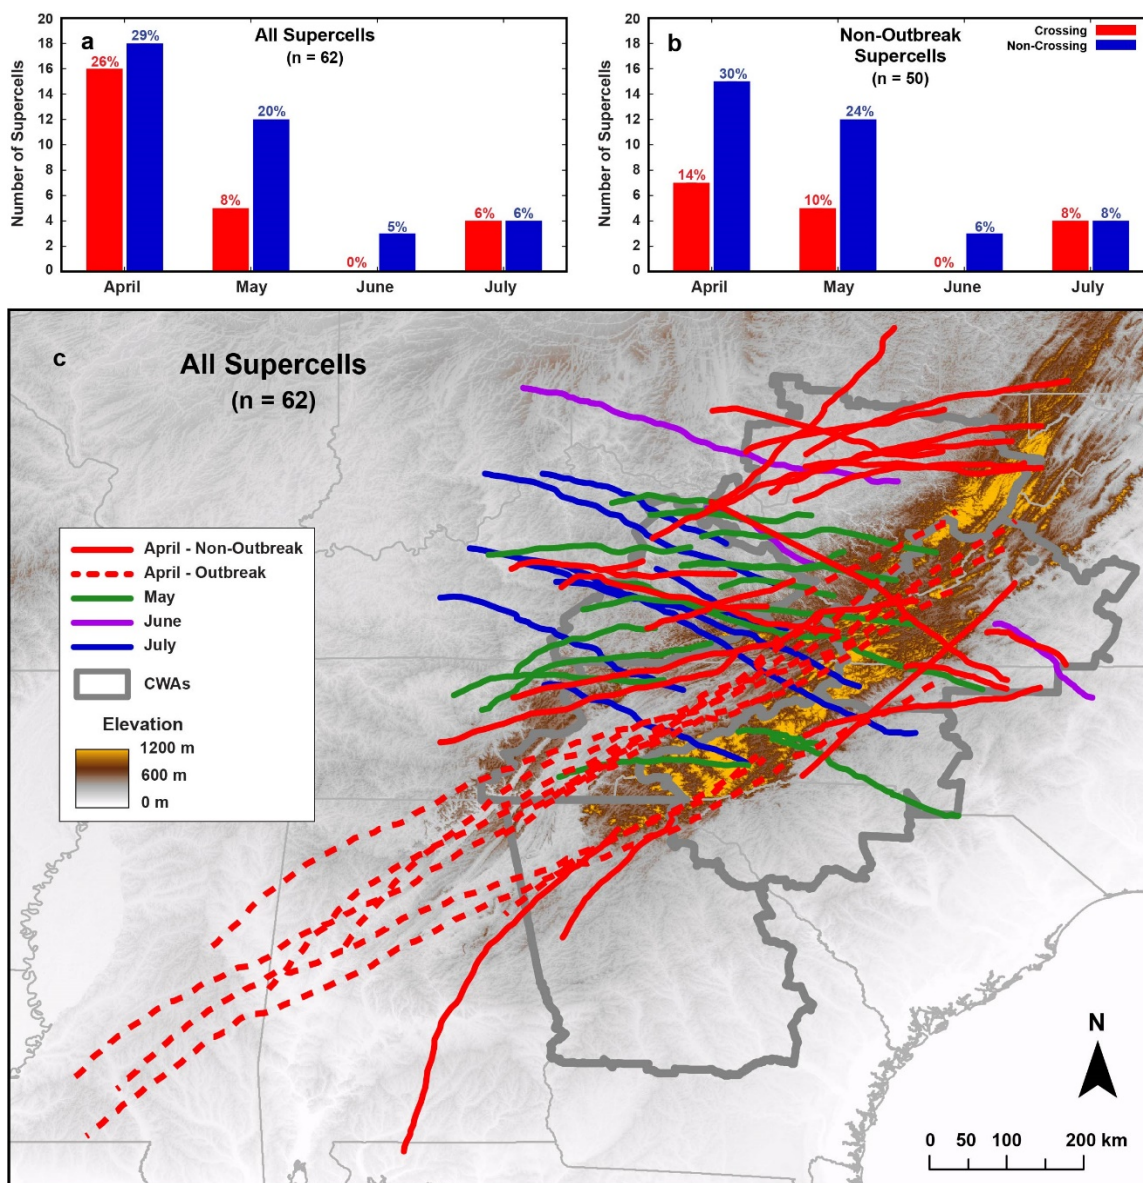 a
All Supercells
(n = 62)
Number of Supercells
20
18
16
14
12
10
8
6
4
2
0
26%
29%
8%
20%
0%
5%
6%
6%
April
May
June
July
b
Non-Outbreak
Supercells
(n = 50)
Crossing
Non-Crossing
Number of Supercells
20
18
16
14
12
10
8
6
4
2
0
14%
30%
10%
24%
0%
6%
8%
8%
April
May
June
July
c
All Supercells
(n = 62)
April - Non-Outbreak
April - Outbreak
May
June
July
CWAs
Elevation
1200 m
600 m
0 m
N
0 50 100 200 km